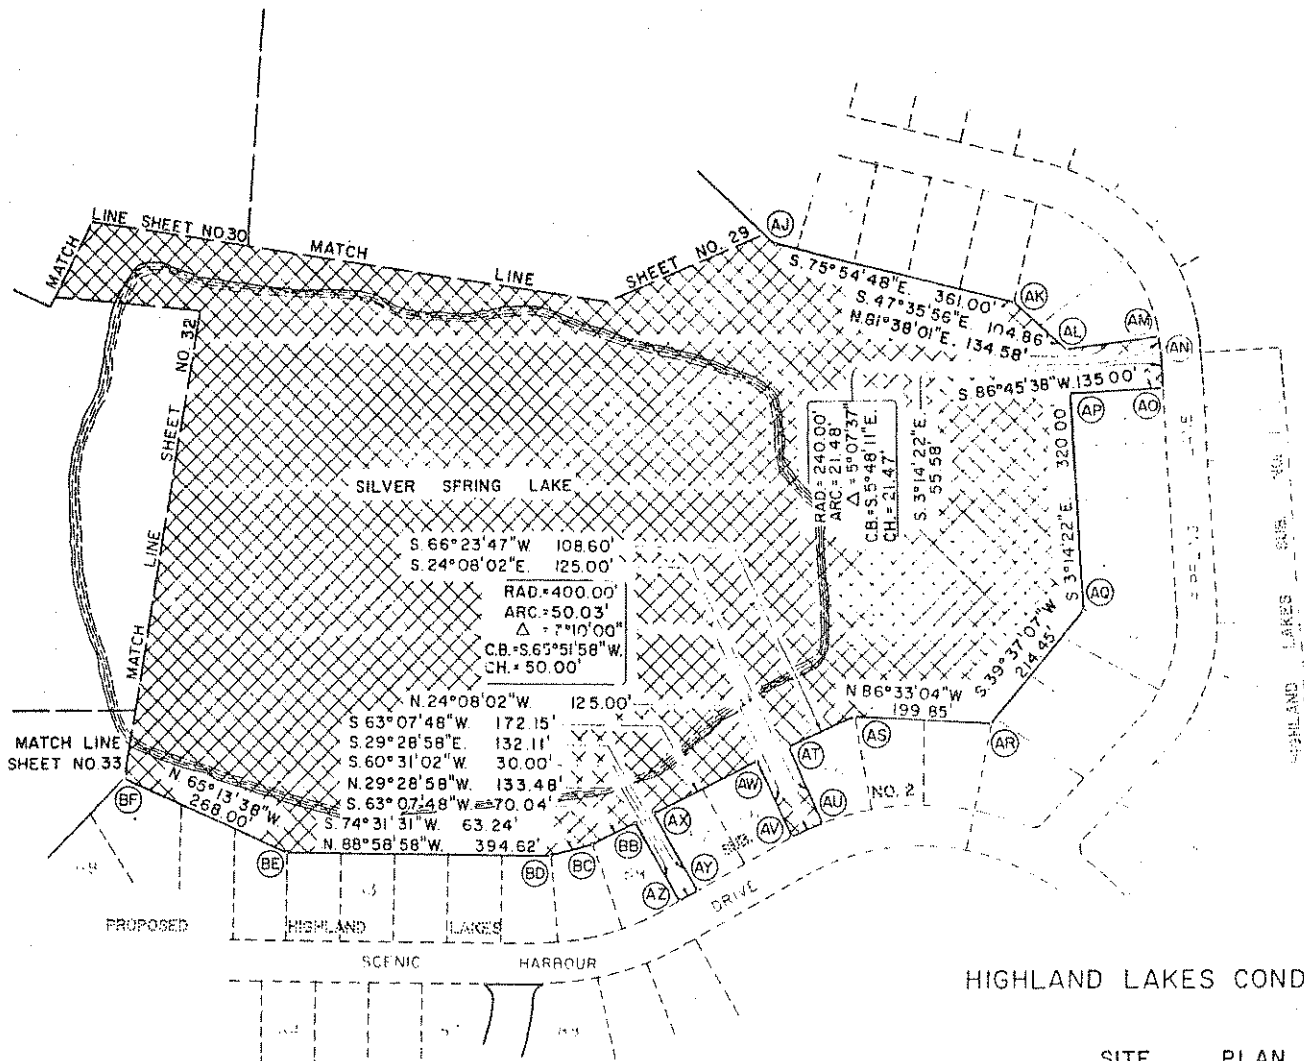 LINE SHEET NO.30
MATCH
MATCH
LINE
SHEET NO. 29
AJ
S. 75°54'48"E. 361.00'
AK
S. 47°35'56"E. 104.86'
N.81°38'01"E. 134.58'
AL
AM
AN
S. 86°45'38"W. 135.00'
AP
AO
SHEET NO. 32
LINE
MATCH
SILVER SPRING LAKE
RAD.=240.00'
ARC.=21.48'
Δ=5°07'37"
C.B.=S.5°48'11"E.
CH.=21.47'
S. 3°14'22"E.
55.58'
S 3°14'22"E. 320.00
AQ
S.39°37'07"W
214.45'
AR
N.86°33'04"W
199.85'
AS
AT
AU
NO. 2
S. 66°23'47"W. 108.60'
S. 24°08'02"E. 125.00'
RAD.=400.00'
ARC.=50.03'
Δ =7°10'00"
C.B.=S.65°51'58"W.
CH.= 50.00'
N.24°08'02"W. 125.00'
S 63°07'48"W. 172.15'
S.29°28'58"E. 132.11'
S.60°31'02"W. 30.00'
N.29°28'58"W. 133.48'
S. 63°07'48"W. 70.04'
S. 74°31'31"W. 63.24'
N. 88°58'58"W. 394.62'
MATCH LINE
SHEET NO.33
BF
N 65°13'38"W.
268.00'
BE
BD
BC
BB
AZ
AY
AX
AW
AV
SUB.
PROPOSED HIGHLAND LAKES
SCENIC HARBOUR DRIVE
HIGHLAND LAKES SUB. NO. 1
HIGHLAND LAKES COND
SITE PLAN